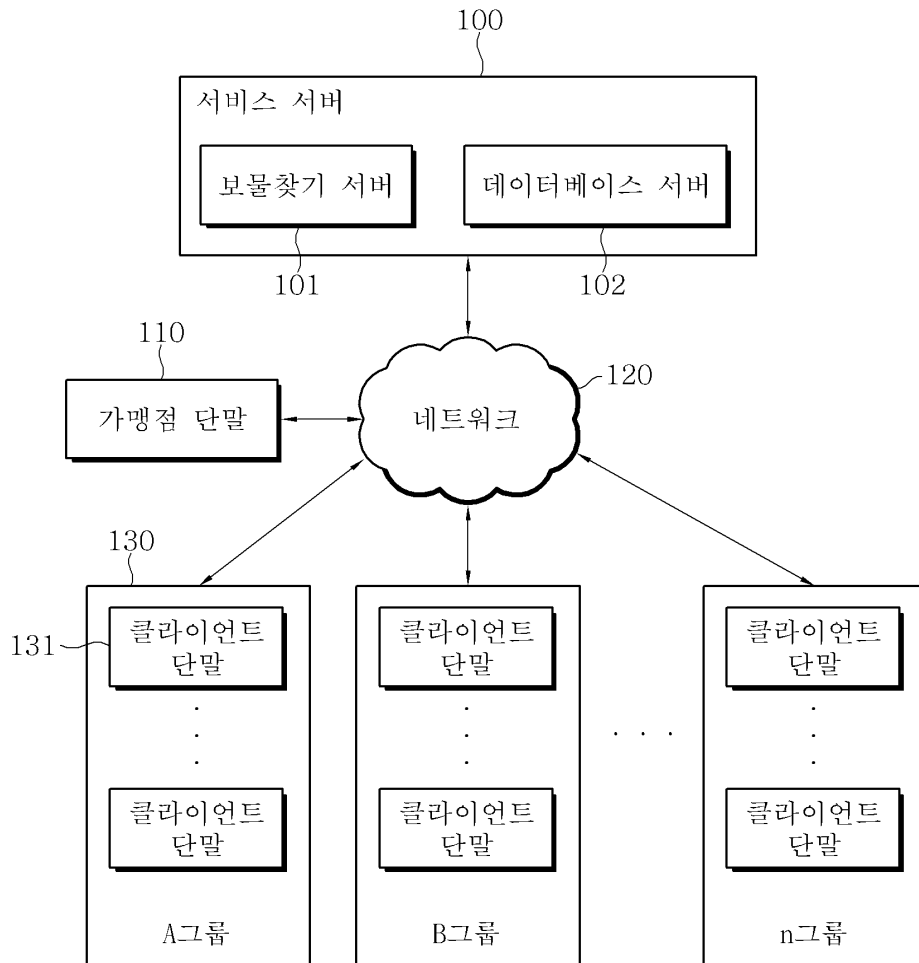 100
서비스 서버
보물찾기 서버
데이터베이스 서버
101
102
110
가맹점 단말
네트워크
120
130
131
클라이언트
단말
클라이언트
단말
A그룹
클라이언트
단말
클라이언트
단말
B그룹
클라이언트
단말
클라이언트
단말
n그룹